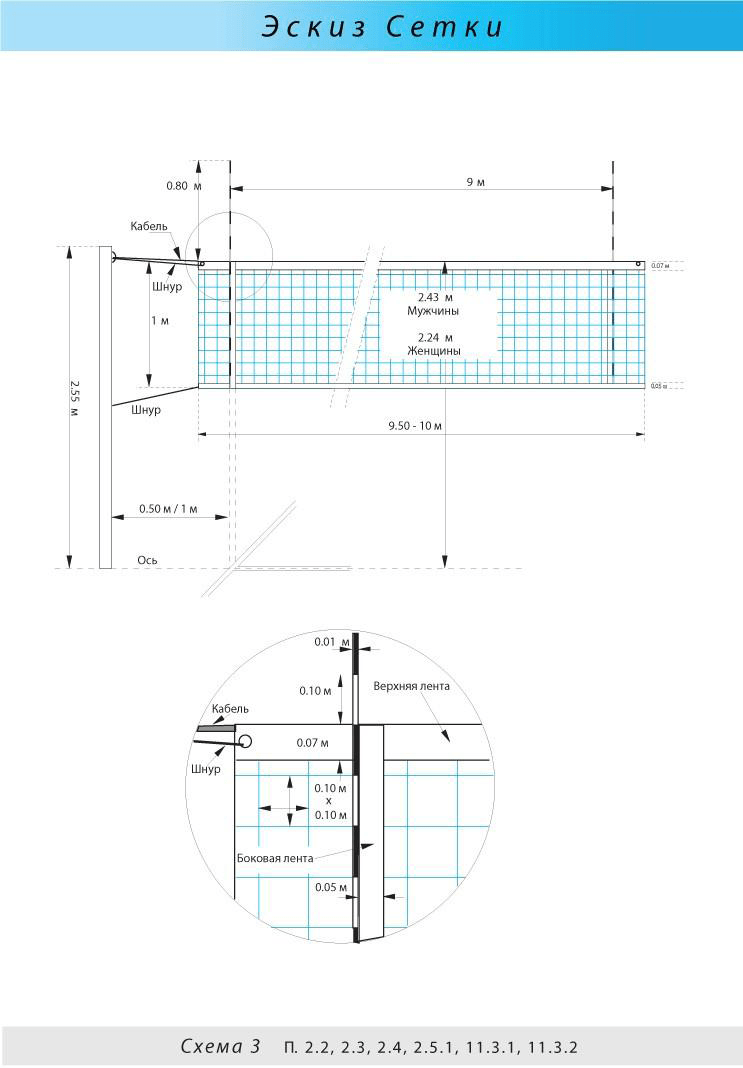 Эскиз Сетки
0.80 м
9 м
Кабель
0.07 м
Шнур
2.43 м
Мужчины
1 м
2.24 м
Женщины
2.55 м
0.05 м
Шнур
9.50 - 10 м
0.50 м / 1 м
Ось
0.01 м
0.10 м
Верхняя лента
Кабель
0.07 м
Шнур
0.10 м
х
0.10 м
Боковая лента
0.05 м
Схема 3 П. 2.2, 2.3, 2.4, 2.5.1, 11.3.1, 11.3.2